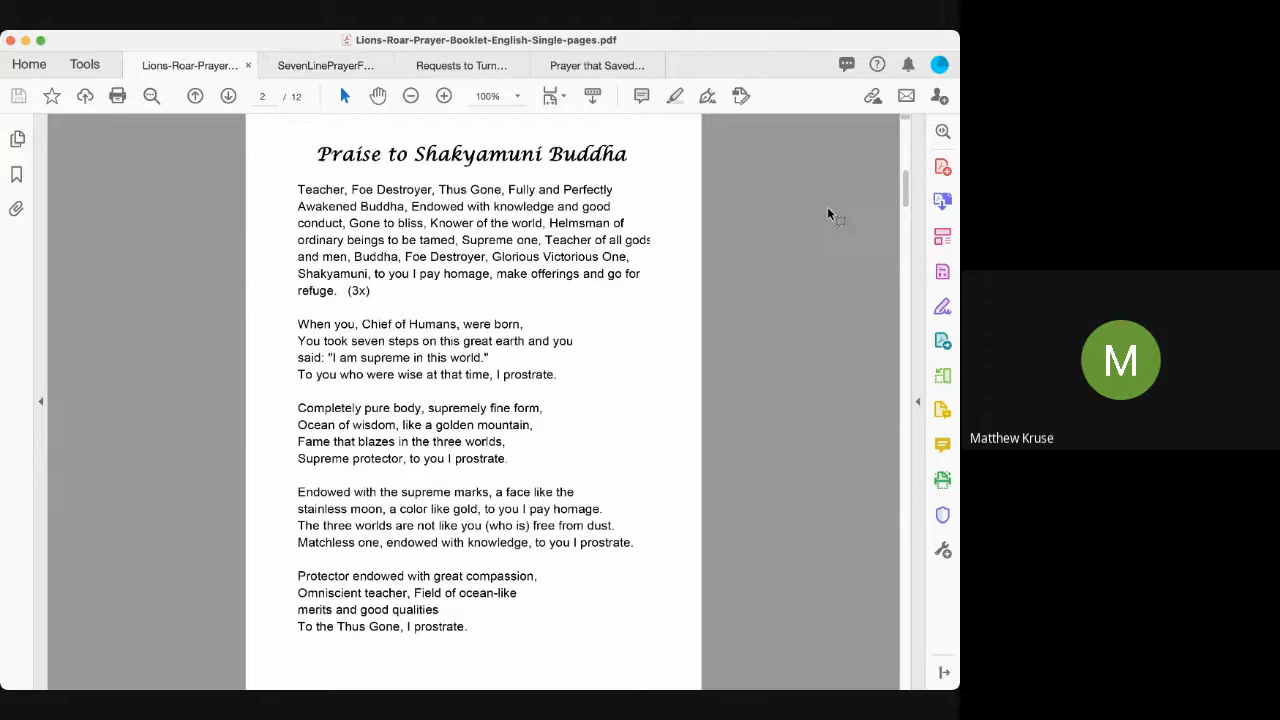 Lions-Roar-Prayer-Booklet-English-Single-pages.pdf
Home
Tools
Lions-Roar-Prayer...
SevenLinePrayerF...
Requests to Turn...
Prayer that Saved...
2 / 12
100%
Praise to Shakyamuni Buddha
Teacher, Foe Destroyer, Thus Gone, Fully and Perfectly
Awakened Buddha, Endowed with knowledge and good
conduct, Gone to bliss, Knower of the world, Helmsman of
ordinary beings to be tamed, Supreme one, Teacher of all gods
and men, Buddha, Foe Destroyer, Glorious Victorious One,
Shakyamuni, to you I pay homage, make offerings and go for
refuge. (3x)
When you, Chief of Humans, were born,
You took seven steps on this great earth and you
said: "I am supreme in this world."
To you who were wise at that time, I prostrate.
Completely pure body, supremely fine form,
Ocean of wisdom, like a golden mountain,
Fame that blazes in the three worlds,
Supreme protector, to you I prostrate.
Endowed with the supreme marks, a face like the
stainless moon, a color like gold, to you I pay homage.
The three worlds are not like you (who is) free from dust.
Matchless one, endowed with knowledge, to you I prostrate.
Protector endowed with great compassion,
Omniscient teacher, Field of ocean-like
merits and good qualities
To the Thus Gone, I prostrate.
M
Matthew Kruse